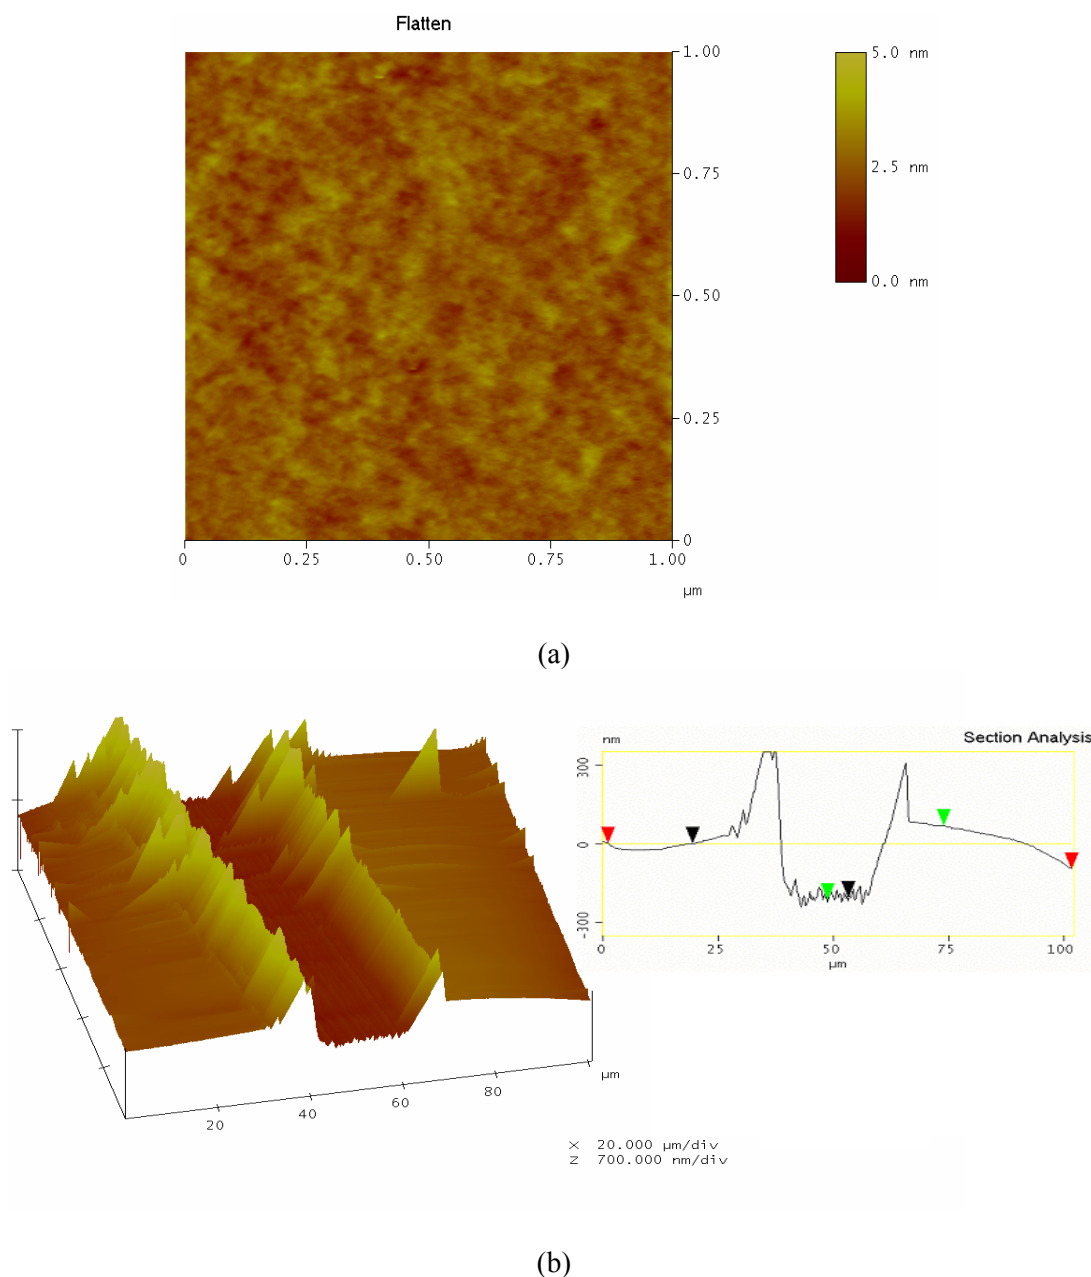 Flatten
1.00
5.0 nm
0.75
2.5 nm
0.50
0.0 nm
0.25
0
0 0.25 0.50 0.75 1.00
µm
(a)
Section Analysis
nm
300
0
-300
0 25 50 75 100
µm
µm
80
60
40
20
X 20.000 µm/div
Z 700.000 nm/div
(b)